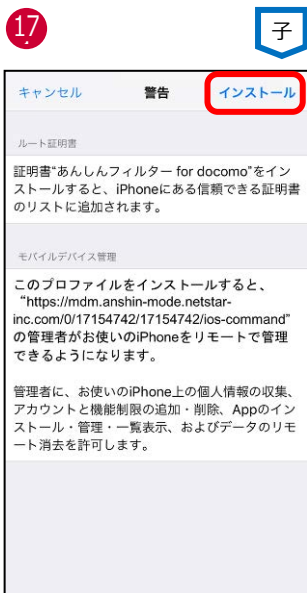 17
子
キャンセル 警告 インストール
ルート証明書
証明書“あんしんフィルター for docomo”をイン
ストールすると、iPhoneにある信頼できる証明書
のリストに追加されます。
モバイルデバイス管理
このプロファイルをインストールすると、
“https://mdm.anshin-mode.netstar-
inc.com/0/17154742/17154742/ios-command”
の管理者がお使いのiPhoneをリモートで管理
できるようになります。
管理者に、お使いのiPhone上の個人情報の収集、
アカウントと機能制限の追加・削除、Appのイン
ストール・管理・一覧表示、およびデータのリモ
ート消去を許可します。